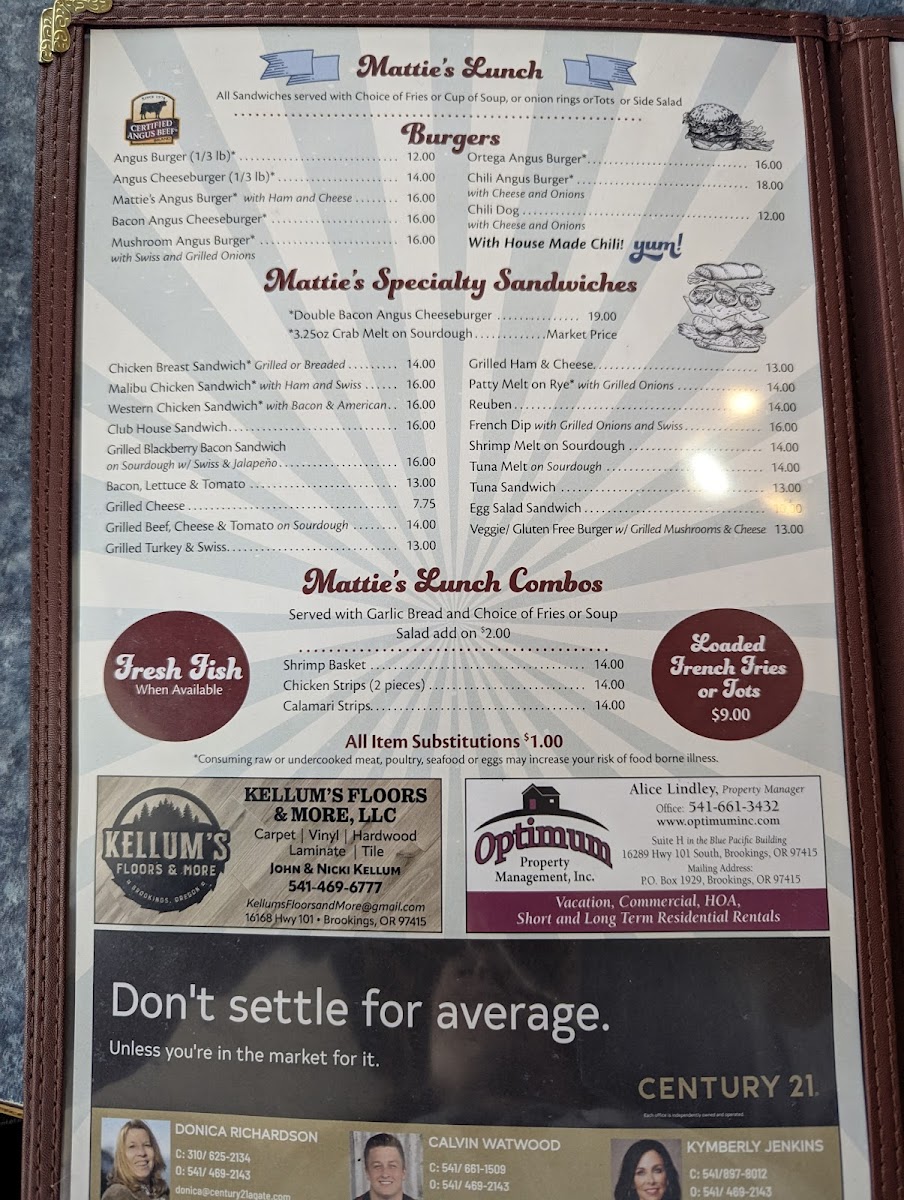 Mattie's Lunch
All Sandwiches served with Choice of Fries or Cup of Soup, or onion rings orTots or Side Salad
CERTIFIED
ANGUS BEEF
Burgers
Angus Burger (1/3 lb)* 12.00
Angus Cheeseburger (1/3 lb)* 14.00
Mattie's Angus Burger* with Ham and Cheese 16.00
Bacon Angus Cheeseburger* 16.00
Mushroom Angus Burger* 16.00
with Swiss and Grilled Onions
Ortega Angus Burger* 16.00
Chili Angus Burger* 18.00
with Cheese and Onions
Chili Dog 12.00
with Cheese and Onions
With House Made Chili! yum!
Mattie's Specialty Sandwiches
*Double Bacon Angus Cheeseburger 19.00
*3.25oz Crab Melt on Sourdough Market Price
Chicken Breast Sandwich* Grilled or Breaded 14.00
Malibu Chicken Sandwich* with Ham and Swiss 16.00
Western Chicken Sandwich* with Bacon & American 16.00
Club House Sandwich 16.00
Grilled Blackberry Bacon Sandwich
on Sourdough w/ Swiss & Jalapeño 16.00
Bacon, Lettuce & Tomato 13.00
Grilled Cheese 7.75
Grilled Beef, Cheese & Tomato on Sourdough 14.00
Grilled Turkey & Swiss 13.00
Grilled Ham & Cheese 13.00
Patty Melt on Rye* with Grilled Onions 14.00
Reuben 14.00
French Dip with Grilled Onions and Swiss 16.00
Shrimp Melt on Sourdough 14.00
Tuna Melt on Sourdough 14.00
Tuna Sandwich 13.00
Egg Salad Sandwich
Veggie/ Gluten Free Burger w/ Grilled Mushrooms & Cheese 13.00
Mattie's Lunch Combos
Served with Garlic Bread and Choice of Fries or Soup
Salad add on $2.00
Fresh Fish
When Available
Shrimp Basket 14.00
Chicken Strips (2 pieces) 14.00
Calamari Strips 14.00
Loaded
French Fries
or Tots
$9.00
All Item Substitutions $1.00
*Consuming raw or undercooked meat, poultry, seafood or eggs may increase your risk of food borne illness.
KELLUM'S
FLOORS & MORE
BROOKINGS, OREGON
KELLUM'S FLOORS
& MORE, LLC
Carpet | Vinyl | Hardwood
Laminate | Tile
JOHN & NICKI KELLUM
541-469-6777
KellumsFloorsandMore@gmail.com
16168 Hwy 101 • Brookings, OR 97415
Optimum
Property
Management, Inc.
Alice Lindley, Property Manager
Office: 541-661-3432
www.optimuminc.com
Suite H in the Blue Pacific Building
16289 Hwy 101 South, Brookings, OR 97415
Mailing Address:
P.O. Box 1929, Brookings, OR 97415
Vacation, Commercial, HOA,
Short and Long Term Residential Rentals
Don't settle for average.
Unless you're in the market for it.
CENTURY 21
Each office is independently owned and operated.
DONICA RICHARDSON
C: 310/ 625-2134
O: 541/ 469-2143
donica@century21agate.com
CALVIN WATWOOD
C: 541/ 661-1509
O: 541/ 469-2143
KYMBERLY JENKINS
C: 541/897-8012
O: 541/ 469-2143